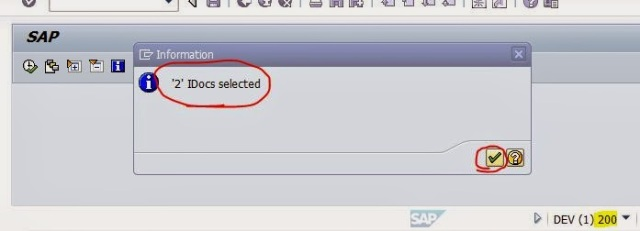 SAP
Information
'2' IDocs selected
SAP
DEV (1) 200